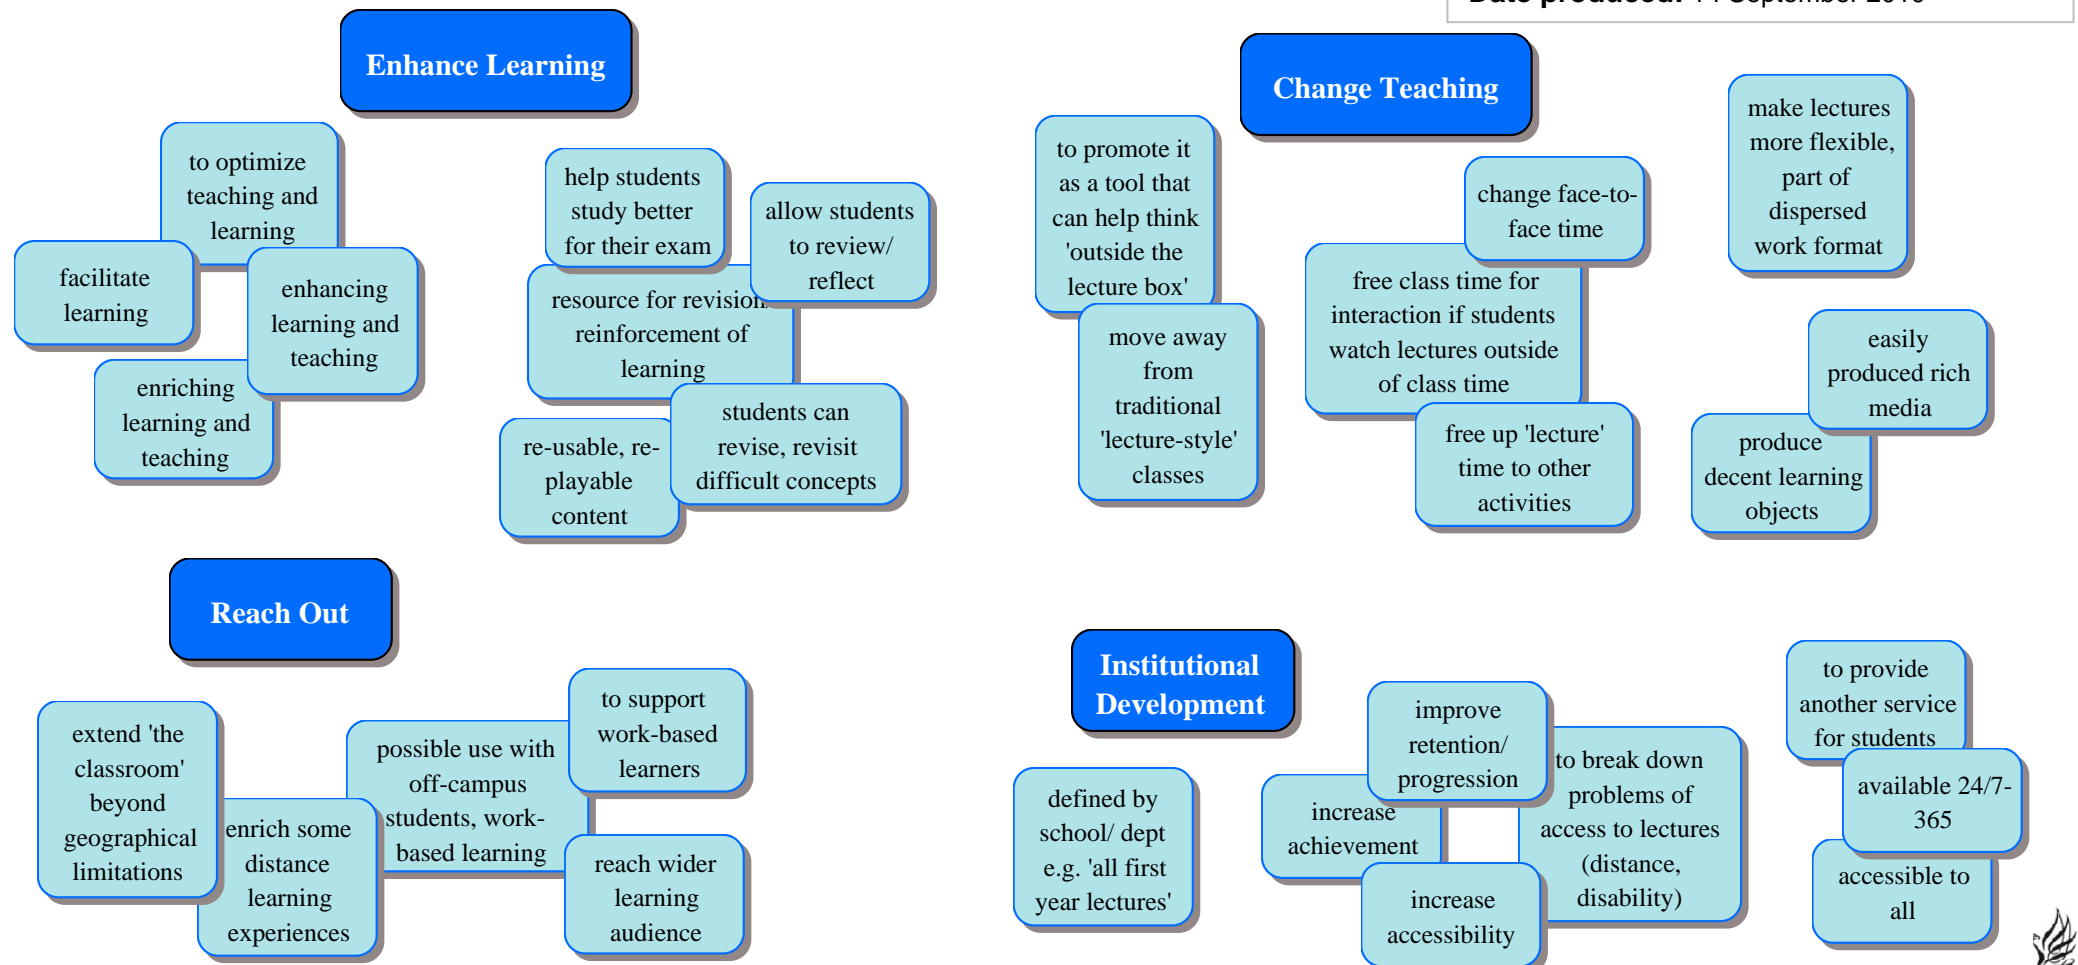 Enhance Learning
to optimize
teaching and
learning
facilitate
learning
enhancing
learning and
teaching
enriching
learning and
teaching
help students
study better
for their exam
allow students
to review/
reflect
resource for revision/
reinforcement of
learning
students can
revise, revisit
difficult concepts
re-usable, re-
playable
content
Date produced:
September
Change Teaching
to promote it
as a tool that
can help think
'outside the
lecture box'
move away
from
traditional
'lecture-style'
classes
change face-to-
face time
free class time for
interaction if students
watch lectures outside
of class time
free up 'lecture'
time to other
activities
make lectures
more flexible,
part of
dispersed
work format
easily
produced rich
media
produce
decent learning
objects
Reach Out
extend 'the
classroom'
beyond
geographical
limitations
enrich some
distance
learning
experiences
possible use with
off-campus
students, work-
based learning
to support
work-based
learners
reach wider
learning
audience
Institutional
Development
defined by
school/ dept
e.g. 'all first
year lectures'
increase
achievement
improve
retention/
progression
increase
accessibility
to break down
problems of
access to lectures
(distance,
disability)
to provide
another service
for students
available 24/7-
365
accessible to
all